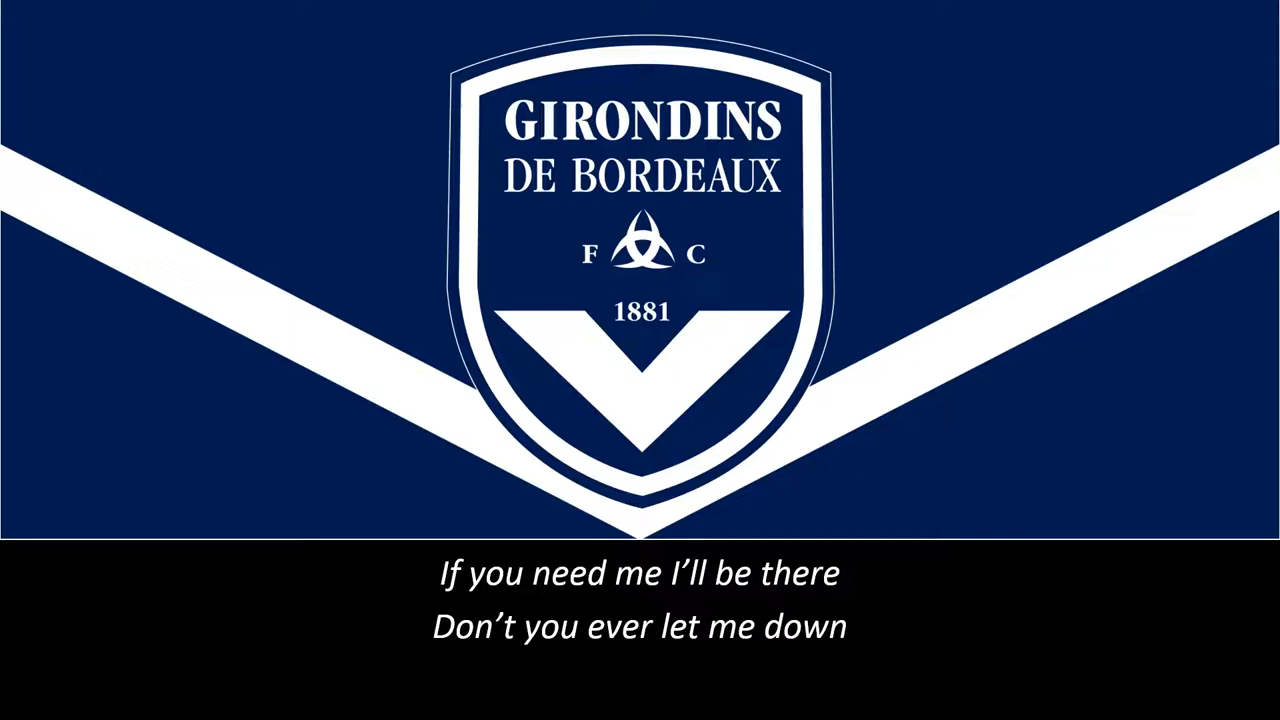 GIRONDINS
DE BORDEAUX
F C
1881
If you need me I’ll be there
Don’t you ever let me down